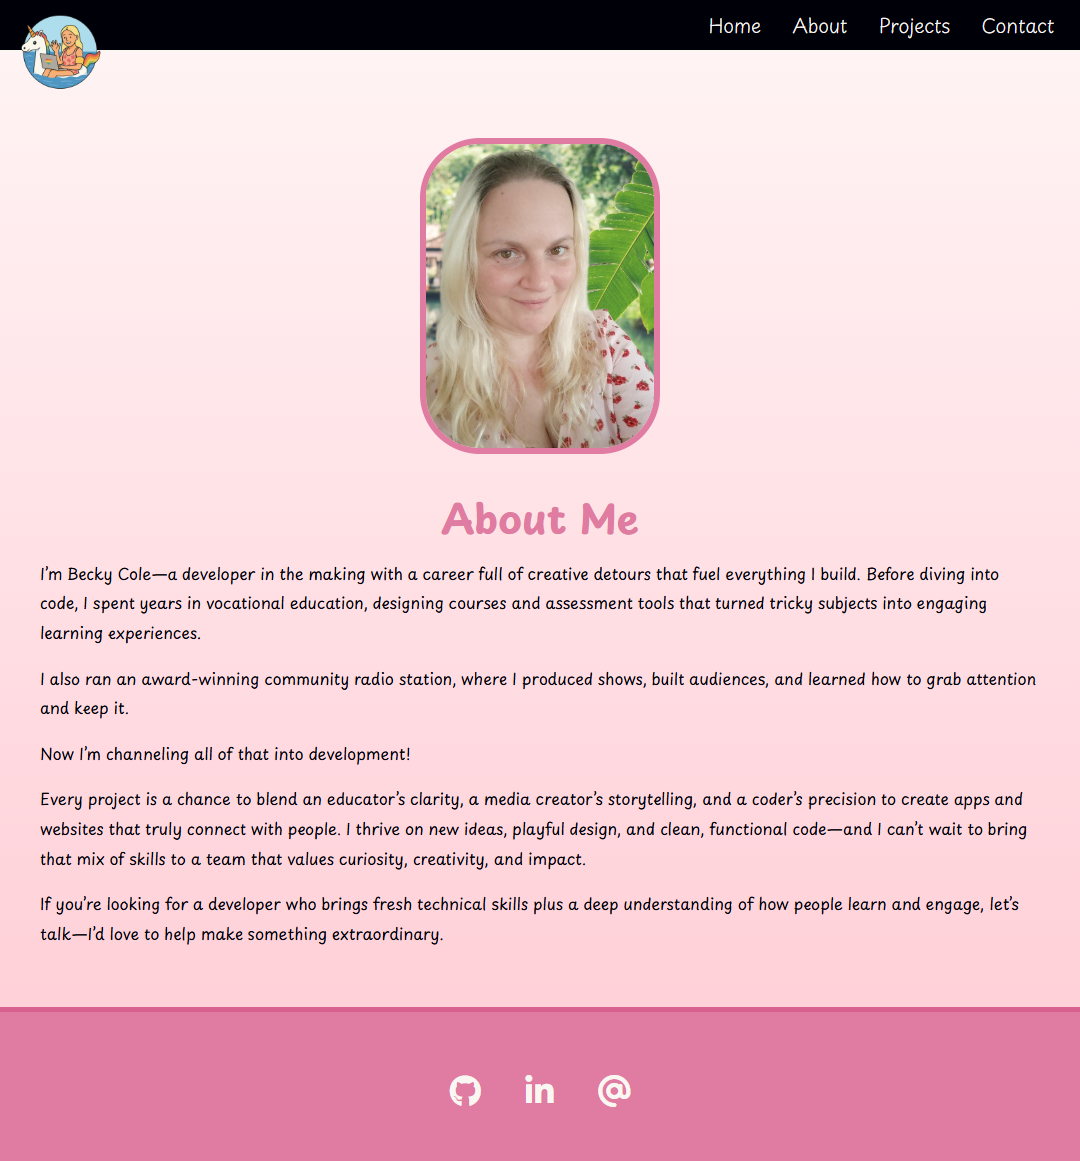 Home About Projects Contact
About Me
I’m Becky Cole—a developer in the making with a career full of creative detours that fuel everything I build. Before diving into
code, I spent years in vocational education, designing courses and assessment tools that turned tricky subjects into engaging
learning experiences.
I also ran an award-winning community radio station, where I produced shows, built audiences, and learned how to grab attention
and keep it.
Now I’m channeling all of that into development!
Every project is a chance to blend an educator’s clarity, a media creator’s storytelling, and a coder’s precision to create apps and
websites that truly connect with people. I thrive on new ideas, playful design, and clean, functional code—and I can’t wait to bring
that mix of skills to a team that values curiosity, creativity, and impact.
If you’re looking for a developer who brings fresh technical skills plus a deep understanding of how people learn and engage, let’s
talk—I’d love to help make something extraordinary.
in @